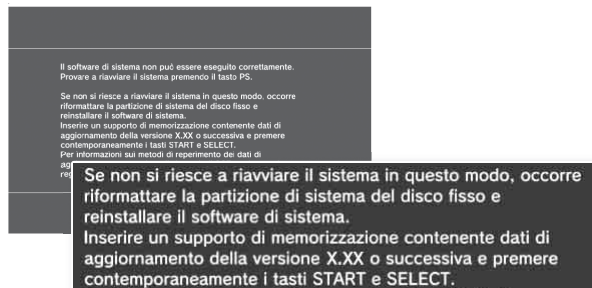 Il software di sistema non può essere eseguito correttamente.
Provare a riavviare il sistema premendo il tasto PS.
Se non si riesce a riavviare il sistema in questo modo, occorre
riformattare la partizione di sistema del disco fisso e
reinstallare il software di sistema.
Inserire un supporto di memorizzazione contenente dati di
aggiornamento della versione X.XX o successiva e premere
contemporaneamente i tasti START e SELECT.
Per informazioni sui metodi di reperimento dei dati di
Se non si riesce a riavviare il sistema in questo modo, occorre
riformattare la partizione di sistema del disco fisso e
reinstallare il software di sistema.
Inserire un supporto di memorizzazione contenente dati di
aggiornamento della versione X.XX o successiva e premere
contemporaneamente i tasti START e SELECT.